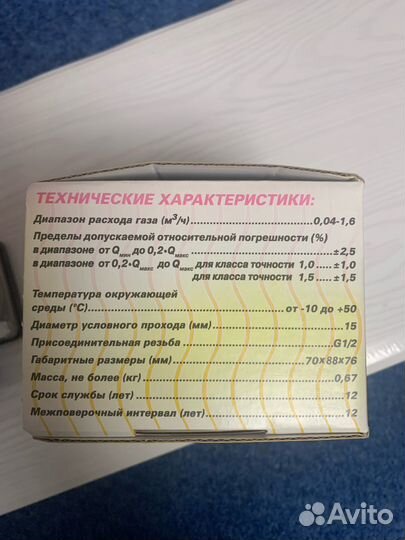 ТЕХНИЧЕСКИЕ ХАРАКТЕРИСТИКИ:
Диапазон расхода газа (м³/ч)..........0,04-1,6
Пределы допускаемой относительной погрешности (%)
в диапазоне от Qмин до 0,2•Qмакс..........±2,5
в диапазоне от 0,2•Qмакс до Qмакс для класса точности 1,0.....±1,0
для класса точности 1,5.....±1,5
Температура окружающей
среды (°С)..........от -10 до +50
Диаметр условного прохода (мм)..........15
Присоединительная резьба..........G1/2
Габаритные размеры (мм)..........70×88×76
Масса, не более (кг)..........0,67
Срок службы (лет)..........12
Межповерочный интервал (лет)..........12
Avito